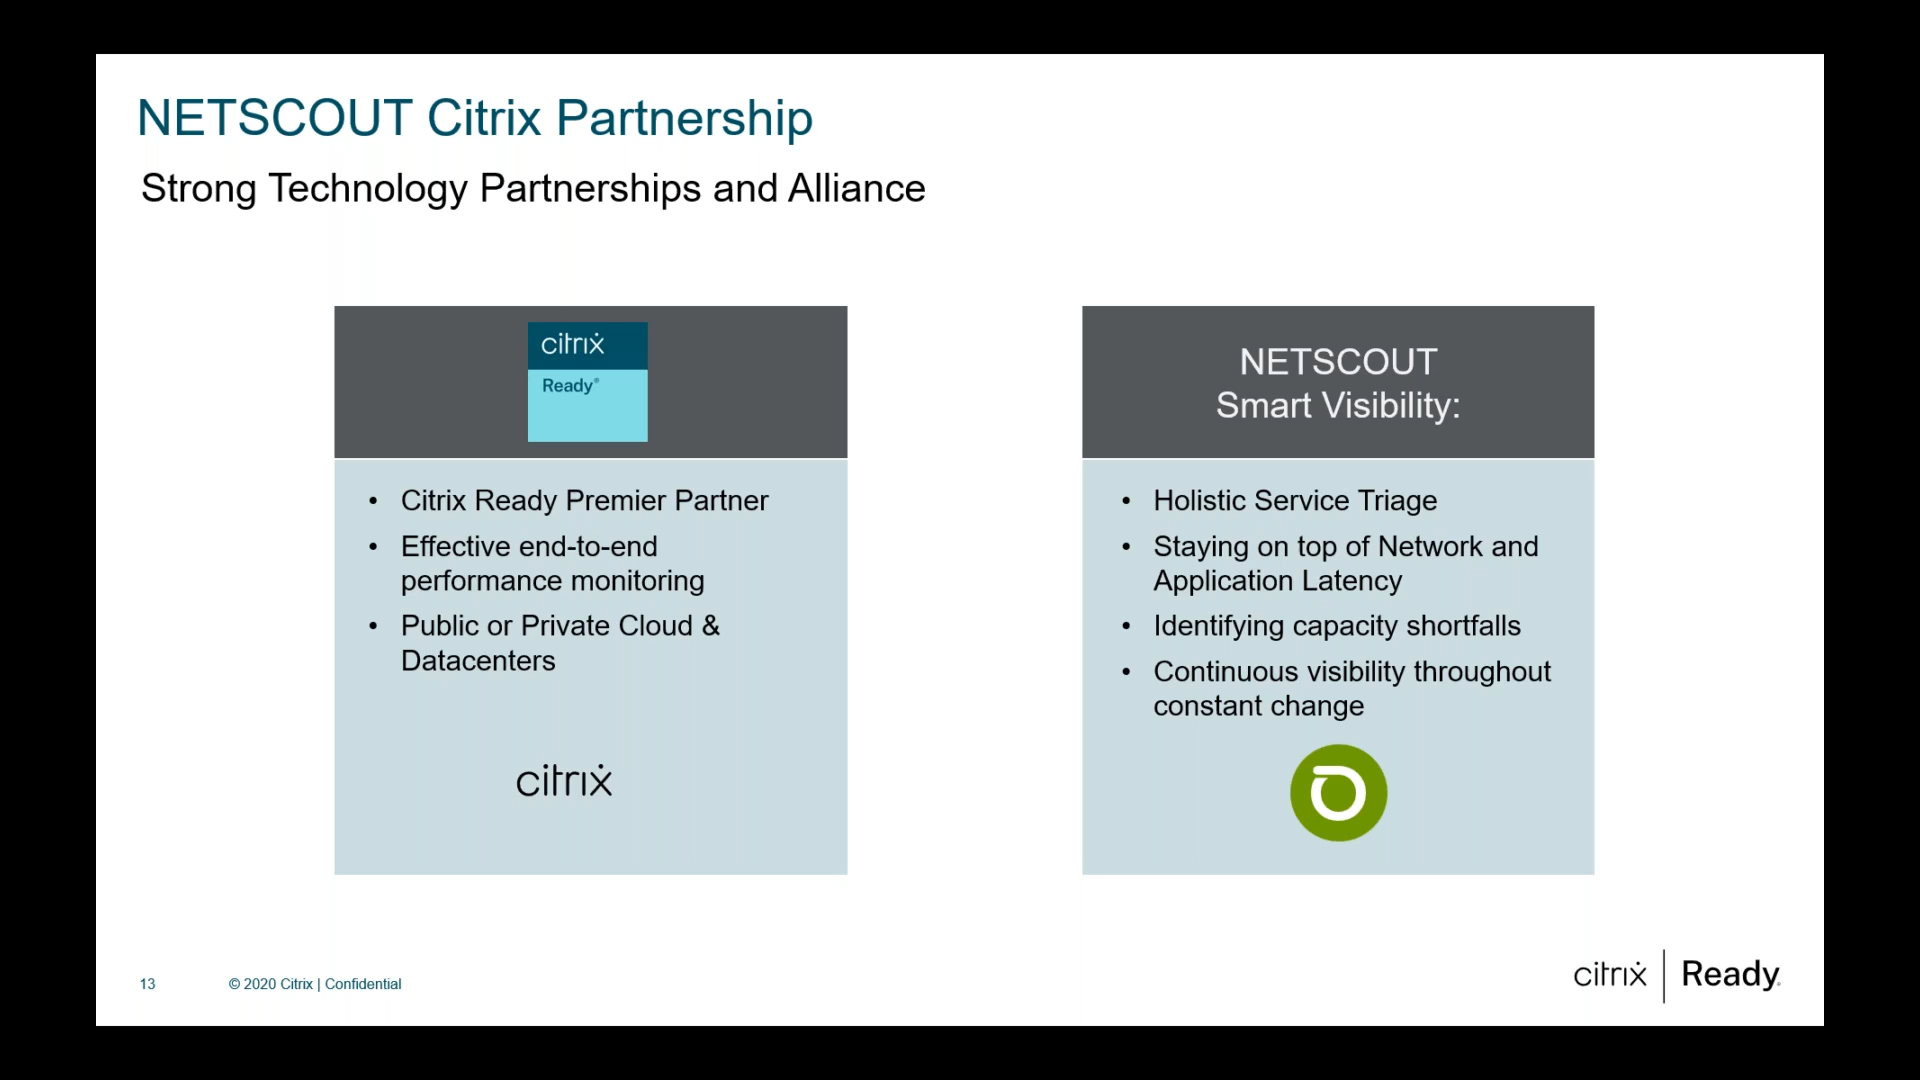 NETSCOUT Citrix Partnership
Strong Technology Partnerships and Alliance
citrix
Ready®
• Citrix Ready Premier Partner
• Effective end-to-end
performance monitoring
• Public or Private Cloud &
Datacenters
citrix
NETSCOUT
Smart Visibility:
• Holistic Service Triage
• Staying on top of Network and
Application Latency
• Identifying capacity shortfalls
• Continuous visibility throughout
constant change
13
© 2020 Citrix | Confidential
citrix | Ready